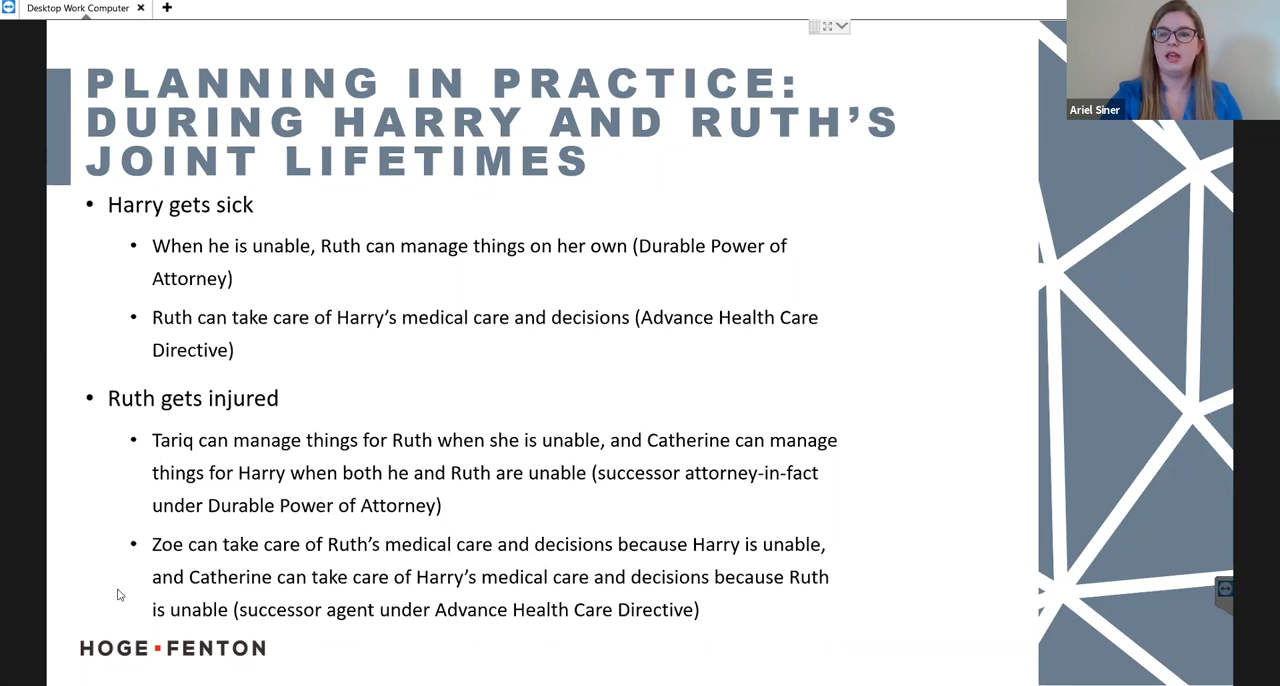 Desktop Work Computer
PLANNING IN PRACTICE:
DURING HARRY AND RUTH'S
JOINT LIFETIMES
Ariel Siner
• Harry gets sick
• When he is unable, Ruth can manage things on her own (Durable Power of
Attorney)
• Ruth can take care of Harry's medical care and decisions (Advance Health Care
Directive)
• Ruth gets injured
• Tariq can manage things for Ruth when she is unable, and Catherine can manage
things for Harry when both he and Ruth are unable (successor attorney-in-fact
under Durable Power of Attorney)
• Zoe can take care of Ruth's medical care and decisions because Harry is unable,
and Catherine can take care of Harry's medical care and decisions because Ruth
is unable (successor agent under Advance Health Care Directive)
HOGE▪FENTON